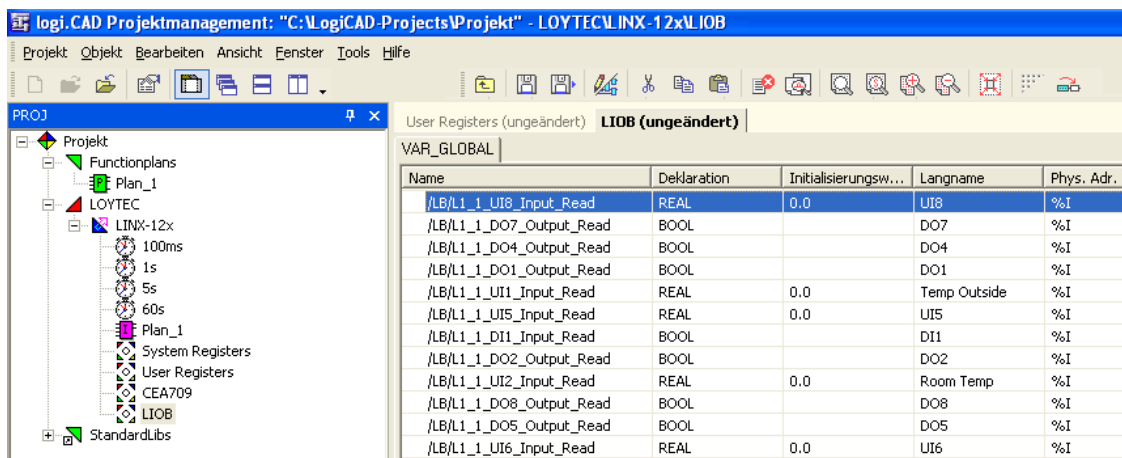 logi.CAD Projektmanagement: "C:\LogiCAD-Projects\Projekt" - LOYTEC\LINX-12x\LIOB
Projekt Objekt Bearbeiten Ansicht Fenster Tools Hilfe
PROJ
Projekt
Functionplans
Plan_1
LOYTEC
LINX-12x
100ms
1s
5s
60s
Plan_1
System Registers
User Registers
CEA709
LIOB
StandardLibs
User Registers (ungeändert) LIOB (ungeändert)
VAR_GLOBAL
Name Deklaration Initialisierungsw... Langname Phys. Adr.
/LB/L1_1_UI8_Input_Read REAL 0.0 UI8 %I
/LB/L1_1_DO7_Output_Read BOOL DO7 %I
/LB/L1_1_DO4_Output_Read BOOL DO4 %I
/LB/L1_1_DO1_Output_Read BOOL DO1 %I
/LB/L1_1_UI1_Input_Read REAL 0.0 Temp Outside %I
/LB/L1_1_UI5_Input_Read REAL 0.0 UI5 %I
/LB/L1_1_DI1_Input_Read BOOL DI1 %I
/LB/L1_1_DO2_Output_Read BOOL DO2 %I
/LB/L1_1_UI2_Input_Read REAL 0.0 Room Temp %I
/LB/L1_1_DO8_Output_Read BOOL DO8 %I
/LB/L1_1_DO5_Output_Read BOOL DO5 %I
/LB/L1_1_UI6_Input_Read REAL 0.0 UI6 %I